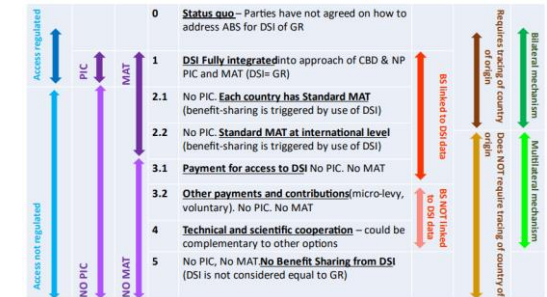 0 Status quo – Parties have not agreed on how to
address ABS for DSI of GR
1 DSI Fully integratedinto approach of CBD & NP
PIC and MAT (DSI= GR)
2.1 No PIC. Each country has Standard MAT
(benefit-sharing is triggered by use of DSI)
2.2 No PIC. Standard MAT at international level
(benefit-sharing is triggered by use of DSI)
3.1 Payment for access to DSI No PIC. No MAT
3.2 Other payments and contributions(micro-levy,
voluntary). No PIC. No MAT
4 Technical and scientific cooperation – could be
complementary to other options
5 No PIC, No MAT.No Benefit Sharing from DSI
(DSI is not considered equal to GR)
Access regulated
Access not regulated
PIC
NO PIC
MAT
NO MAT
BS linked to DSI
data
BS NOT linked
to DSI data
Requires tracing of country
of origin
Does NOT require tracing of country of
origin
Bilateral mechanism
Multilateral mechanism